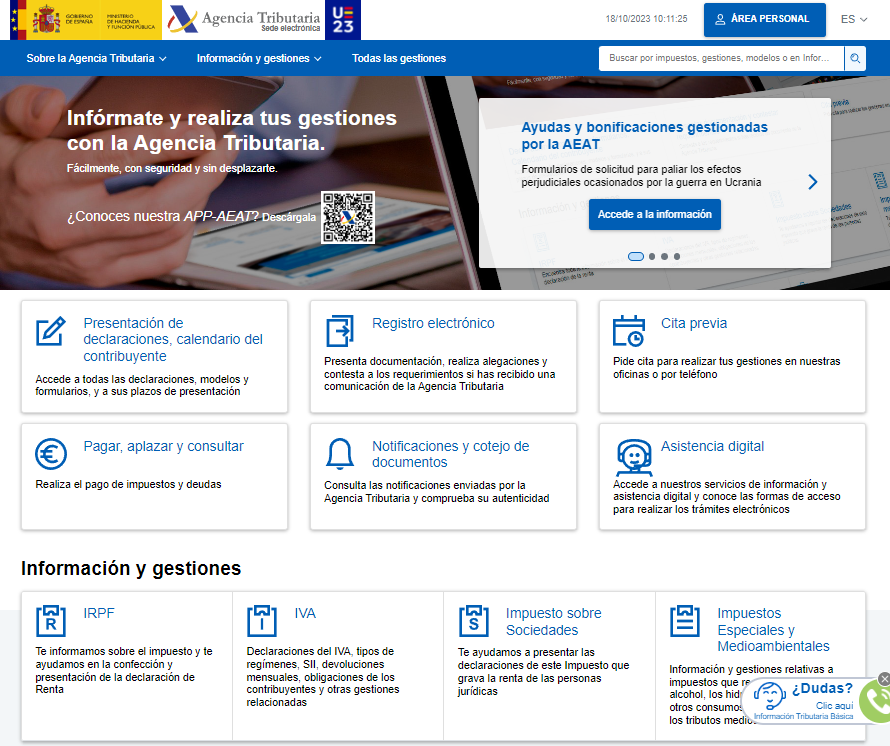 GOBIERNO
DE ESPAÑA
MINISTERIO
DE HACIENDA
Y FUNCIÓN PÚBLICA
Agencia Tributaria
Sede electrónica
UE
23
18/10/2023 10:11:25
ÁREA PERSONAL
ES
Sobre la Agencia Tributaria
Información y gestiones
Todas las gestiones
Buscar por impuestos, gestiones, modelos o en Infor...
Infórmate y realiza tus gestiones
con la Agencia Tributaria.
Fácilmente, con seguridad y sin desplazarte.
¿Conoces nuestra APP-AEAT? Descárgala
Ayudas y bonificaciones gestionadas
por la AEAT
Formularios de solicitud para paliar los efectos
perjudiciales ocasionados por la guerra en Ucrania
Accede a la información
Presentación de
declaraciones, calendario del
contribuyente
Accede a todas las declaraciones, modelos y
formularios, y a sus plazos de presentación
Registro electrónico
Presenta documentación, realiza alegaciones y
contesta a los requerimientos si has recibido una
comunicación de la Agencia Tributaria
Cita previa
Pide cita para realizar tus gestiones en nuestras
oficinas o por teléfono
Pagar, aplazar y consultar
Realiza el pago de impuestos y deudas
Notificaciones y cotejo de
documentos
Consulta las notificaciones enviadas por la
Agencia Tributaria y comprueba su autenticidad
Asistencia digital
Accede a nuestros servicios de información y
asistencia digital y conoce las formas de acceso
para realizar los trámites electrónicos
Información y gestiones
R
IRPF
Te informamos sobre el impuesto y te
ayudamos en la confección y
presentación de la declaración de
Renta
I
IVA
Declaraciones del IVA, tipos de
regímenes, SII, devoluciones
mensuales, obligaciones de los
contribuyentes y otras gestiones
relacionadas
S
Impuesto sobre
Sociedades
Te ayudamos a presentar las
declaraciones de este Impuesto que
grava la renta de las personas
jurídicas
Impuestos
Especiales y
Medioambientales
Información y gestiones relativas a
impuestos que
alcohol, los
otros consumos
los tributos
¿Dudas?
Clic aquí
Información Tributaria Básica